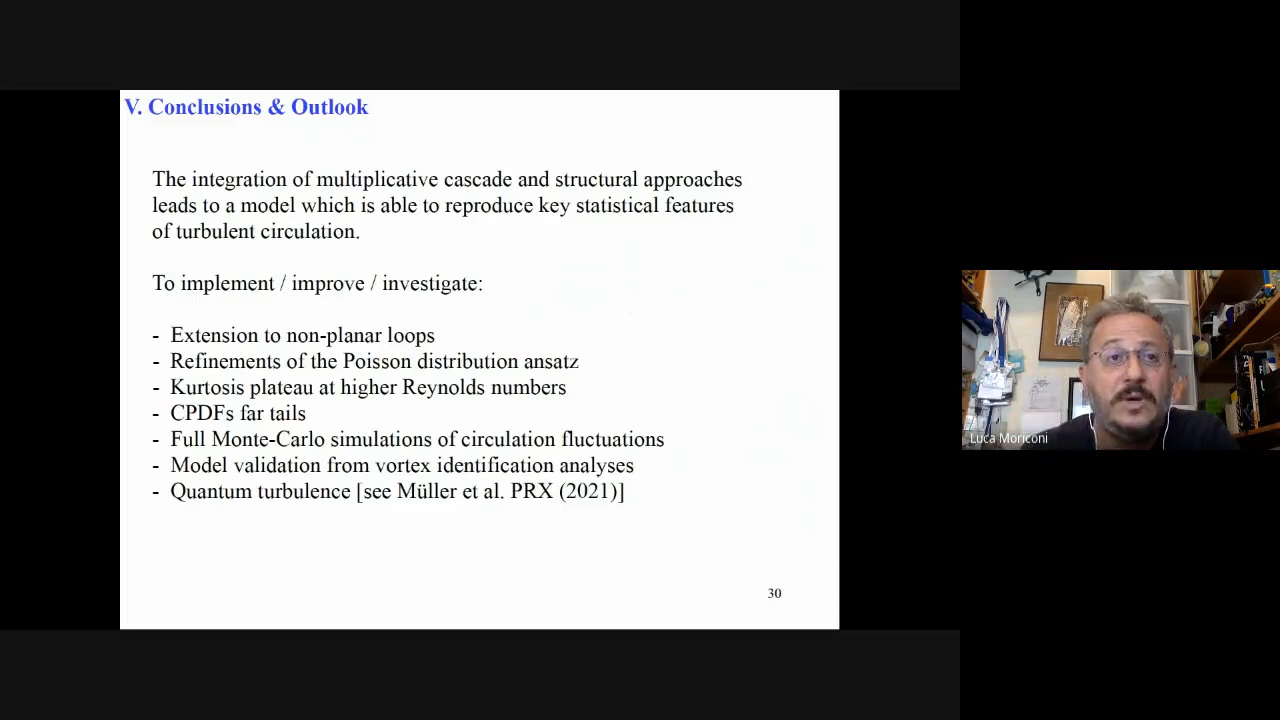 V. Conclusions & Outlook
The integration of multiplicative cascade and structural approaches
leads to a model which is able to reproduce key statistical features
of turbulent circulation.
To implement / improve / investigate:
- Extension to non-planar loops
- Refinements of the Poisson distribution ansatz
- Kurtosis plateau at higher Reynolds numbers
- CPDFs far tails
- Full Monte-Carlo simulations of circulation fluctuations
- Model validation from vortex identification analyses
- Quantum turbulence [see Müller et al. PRX (2021)]
30
Luca Moriconi